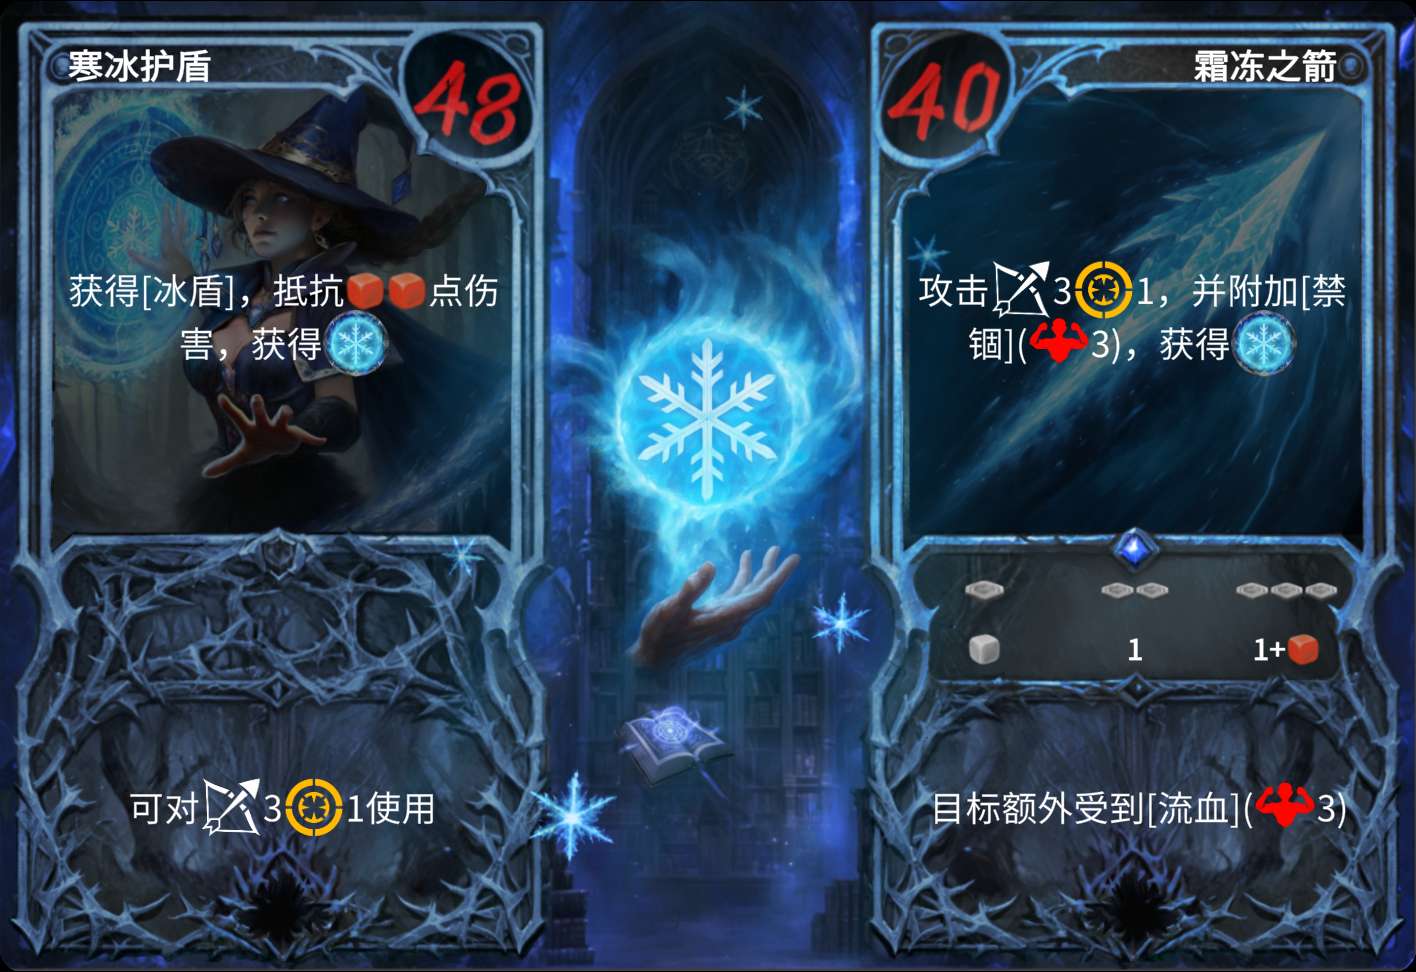 寒冰护盾
48
获得[冰盾]，抵抗点伤
害，获得
可对3 1使用
40
霜冻之箭
攻击3 1，并附加[禁
锢](3)，获得
1 1+
目标额外受到[流血](3)